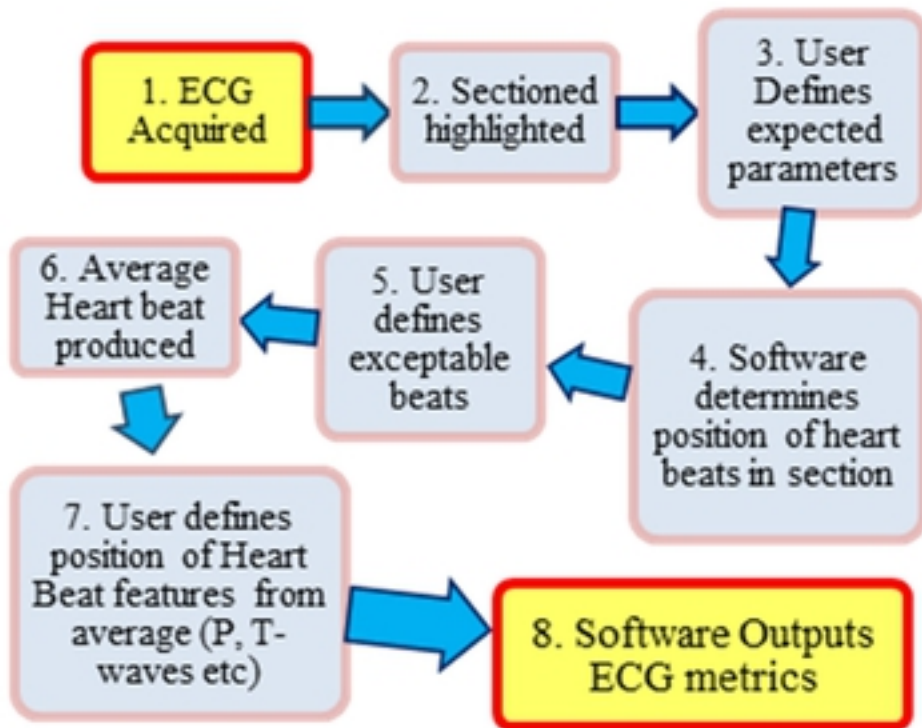 1. ECG
Acquired
2. Sectioned
highlighted
3. User
Defines
expected
parameters
4. Software
determines
position of heart
beats in section
5. User
defines
exceptable
beats
6. Average
Heart beat
produced
7. User defines
position of Heart
Beat features from
average (P, T-
waves etc)
8. Software Outputs
ECG metrics